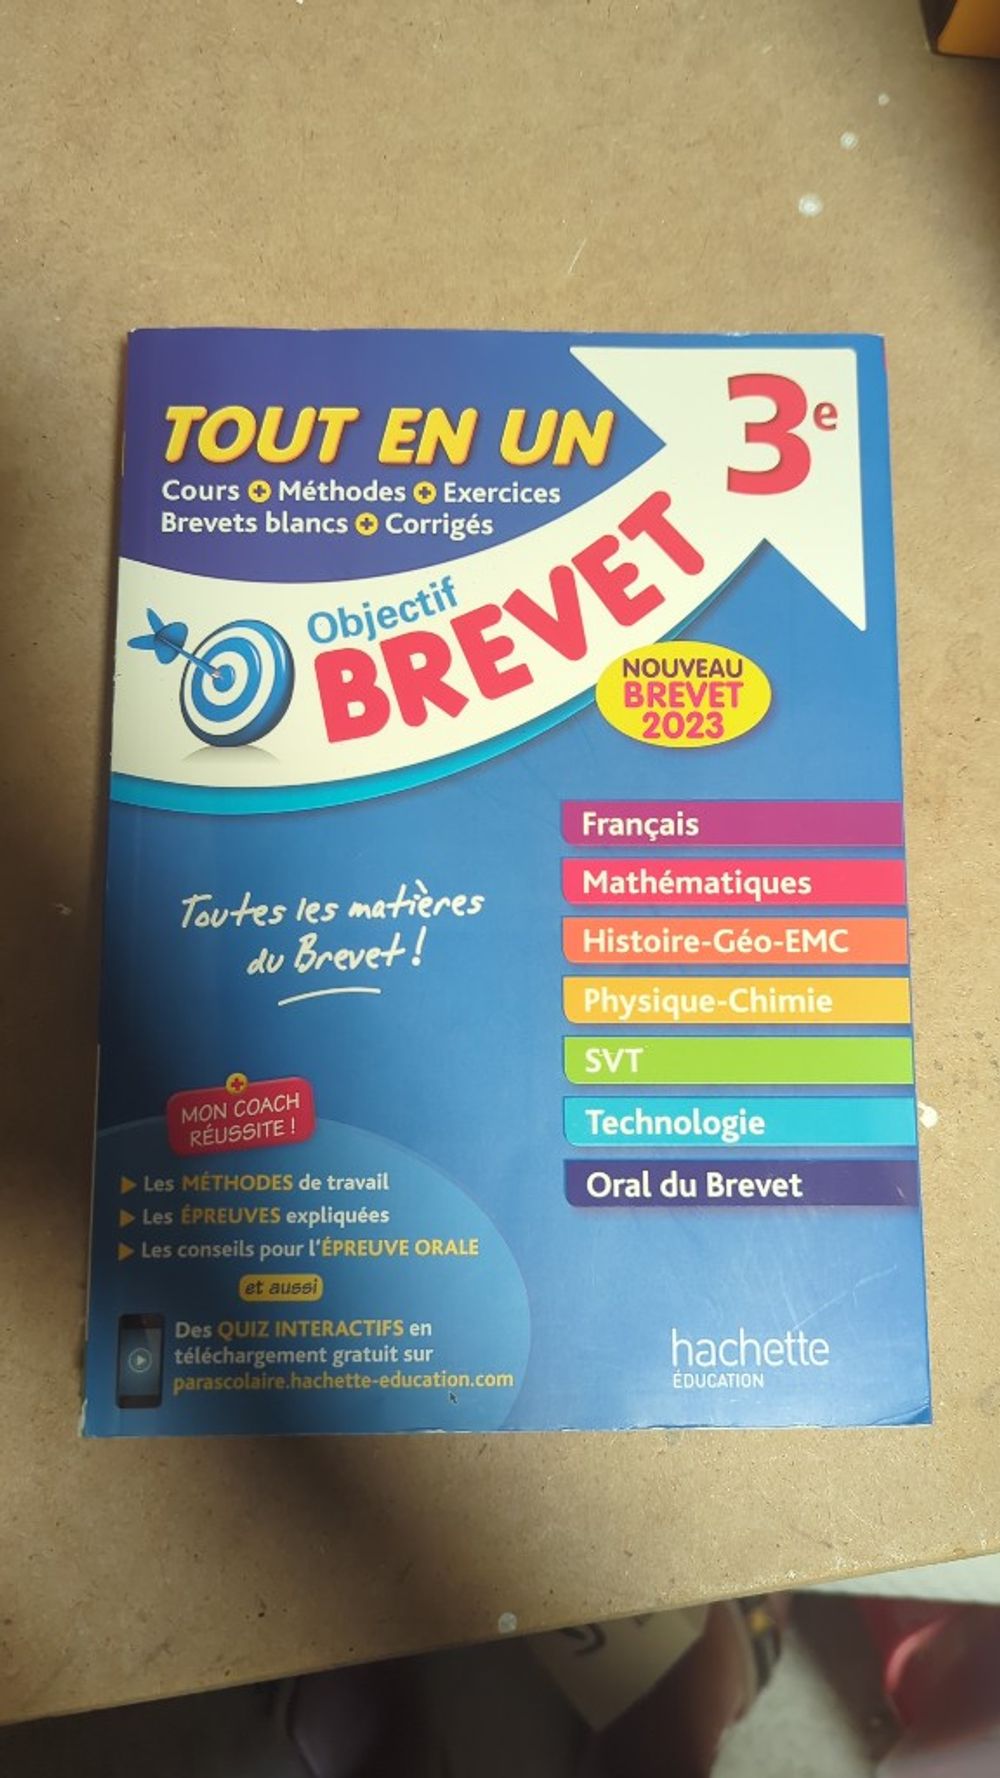 TOUT EN UN
Cours + Méthodes + Exercices
Brevets blancs + Corrigés
3e
Objectif
BREVET
NOUVEAU
BREVET
2023
Français
Mathématiques
Histoire-Géo-EMC
Physique-Chimie
SVT
Technologie
Oral du Brevet
Toutes les matières
du Brevet !
+
MON COACH
RÉUSSITE !
Les MÉTHODES de travail
Les ÉPREUVES expliquées
Les conseils pour l'ÉPREUVE ORALE
et aussi
Des QUIZ INTERACTIFS en
téléchargement gratuit sur
parascolaire.hachette-education.com
hachette
ÉDUCATION